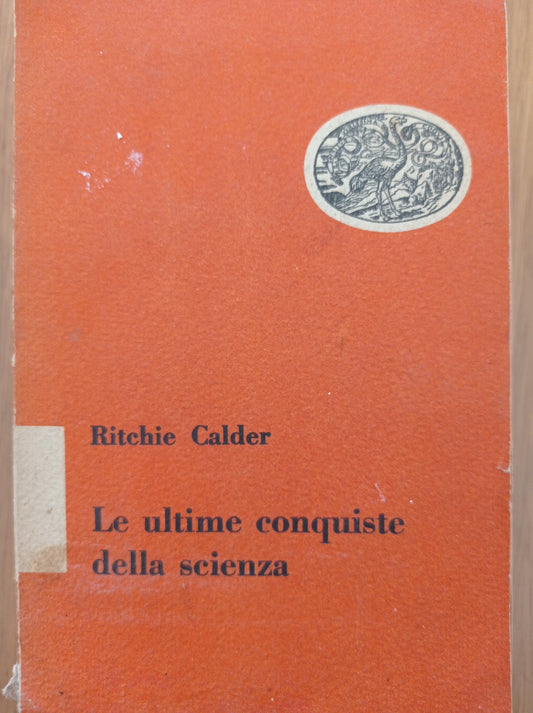 Ritchie Calder
Le ultime conquiste
della scienza